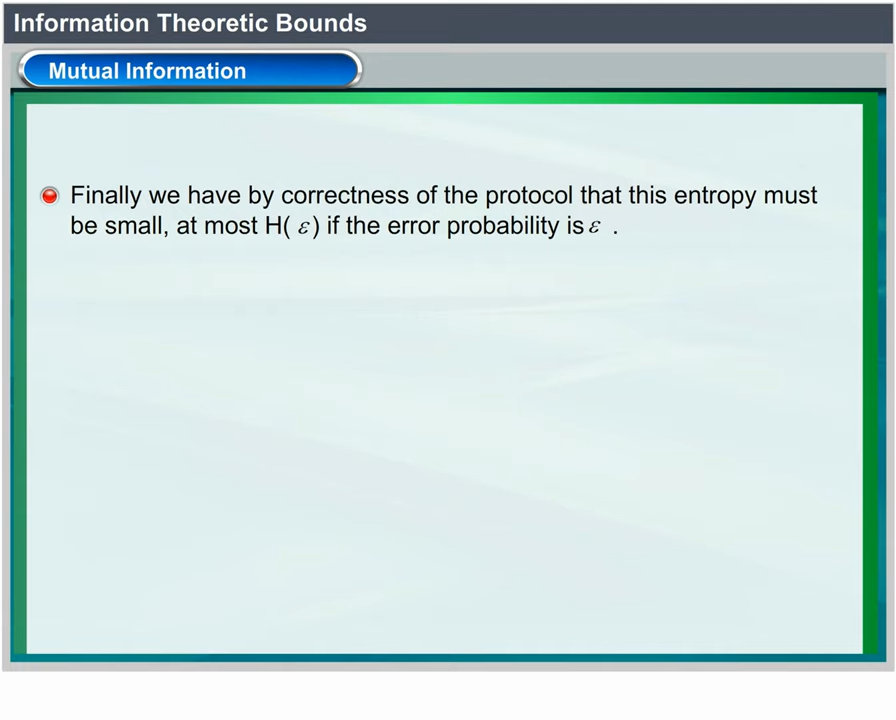 Information Theoretic Bounds
Mutual Information
Finally we have by correctness of the protocol that this entropy must
be small, at most H( ε ) if the error probability is ε .